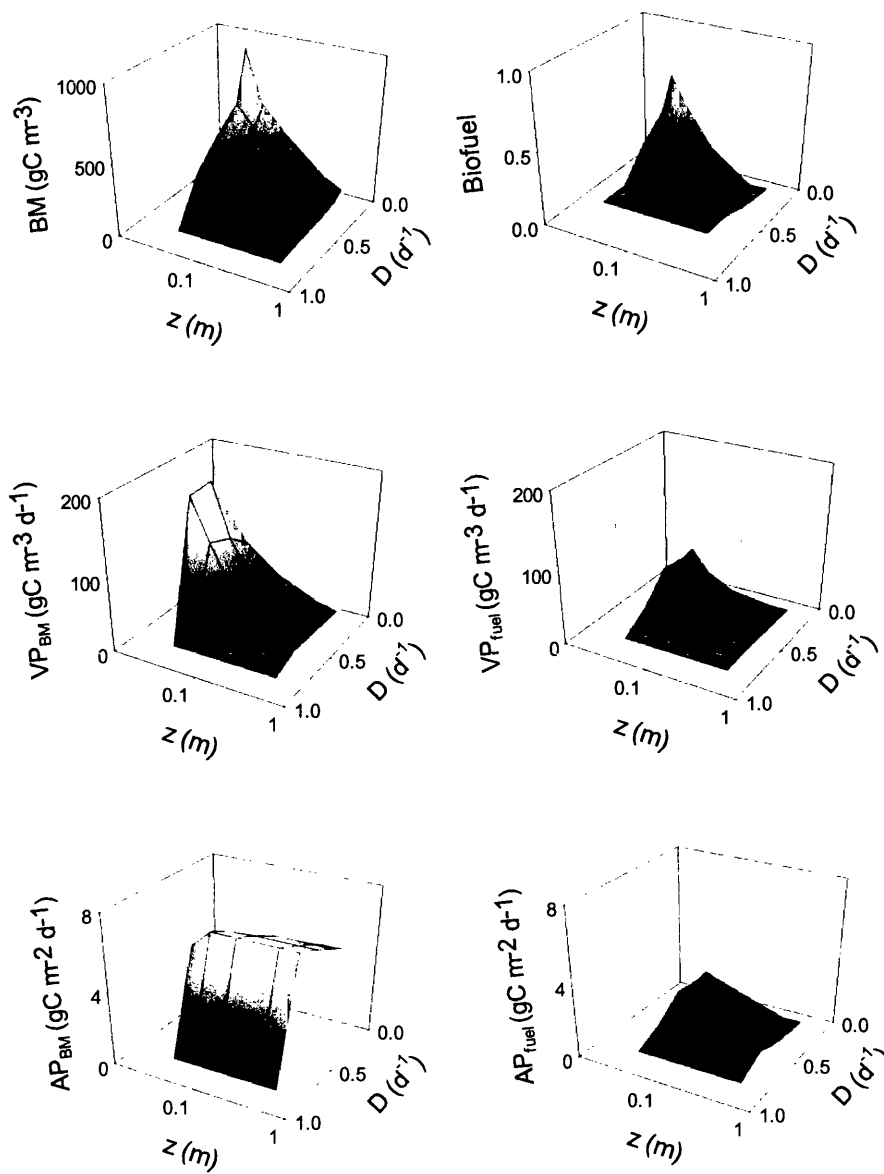 BM (gC m-3)
1000
500
0
0.1
1
z (m)
1.0
0.5
0.0
D (d-1)
Biofuel
1.0
0.5
0.0
0.1
1
z (m)
1.0
0.5
0.0
D (d-1)
VPBM (gC m-3 d-1)
200
100
0
0.1
1
z (m)
1.0
0.5
0.0
D (d-1)
VPfuel (gC m-3 d-1)
200
100
0
0.1
1
z (m)
1.0
0.5
0.0
D (d-1)
APBM (gC m-2 d-1)
8
4
0
0.1
1
z (m)
1.0
0.5
0.0
D (d-1)
APfuel (gC m-2 d-1)
8
4
0
0.1
1
z (m)
1.0
0.5
0.0
D (d-1)